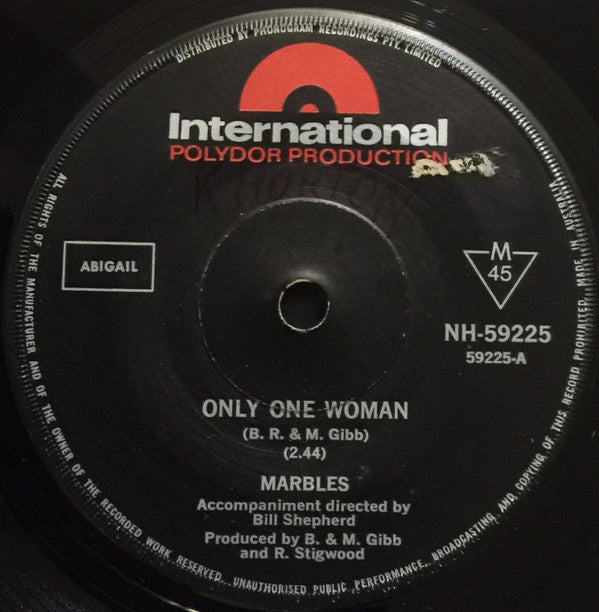 DISTRIBUTED BY PHONOGRAM RECORDINGS PTY. LIMITED
International
POLYDOR PRODUCTION
HORTON
ABIGAIL
M
45
NH-59225
59225-A
ONLY ONE WOMAN
(B. R. & M. Gibb)
(2.44)
MARBLES
Accompaniment directed by
Bill Shepherd
Produced by B. & M. Gibb
and R. Stigwood
ALL RIGHTS OF THE MANUFACTURER AND OF THE OWNER OF THE RECORDED WORK RESERVED. UNAUTHORISED PUBLIC PERFORMANCE, BROADCASTING AND COPYING OF THIS RECORD PROHIBITED. MADE IN AUSTRALIA